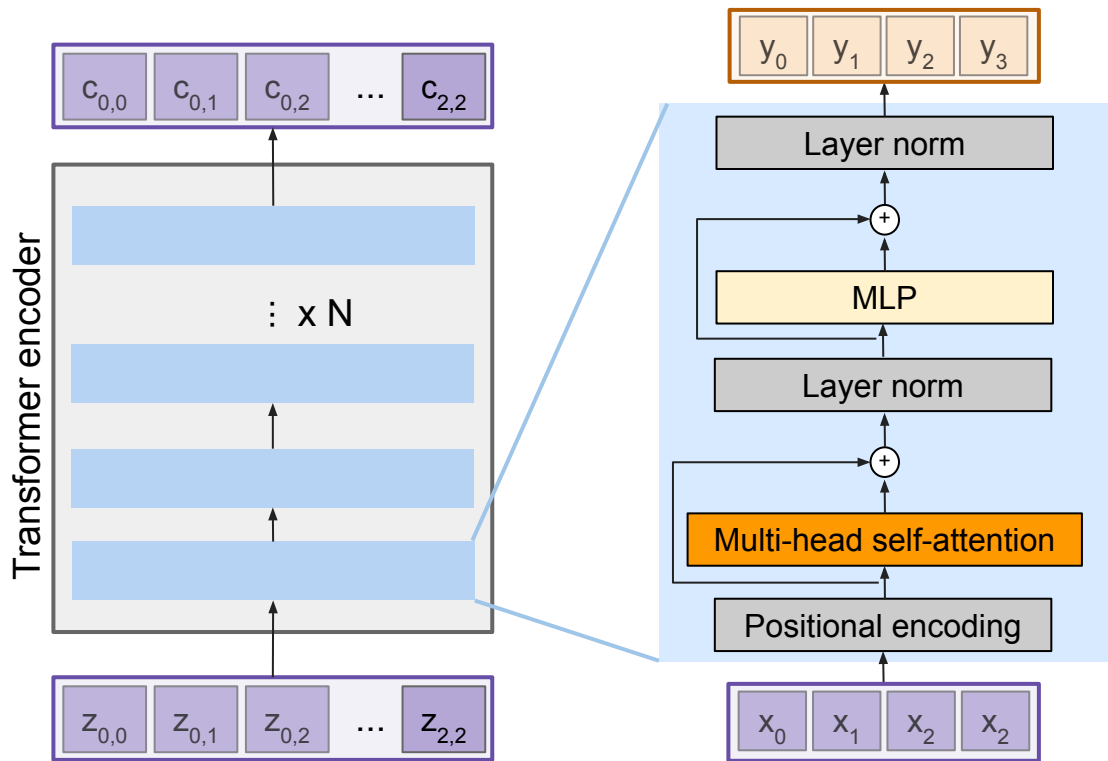 c0,0 c0,1 c0,2 ... c2,2
Transformer encoder
⋮ x N
z0,0 z0,1 z0,2 ... z2,2
y0 y1 y2 y3
Layer norm
+
MLP
Layer norm
+
Multi-head self-attention
Positional encoding
x0 x1 x2 x2